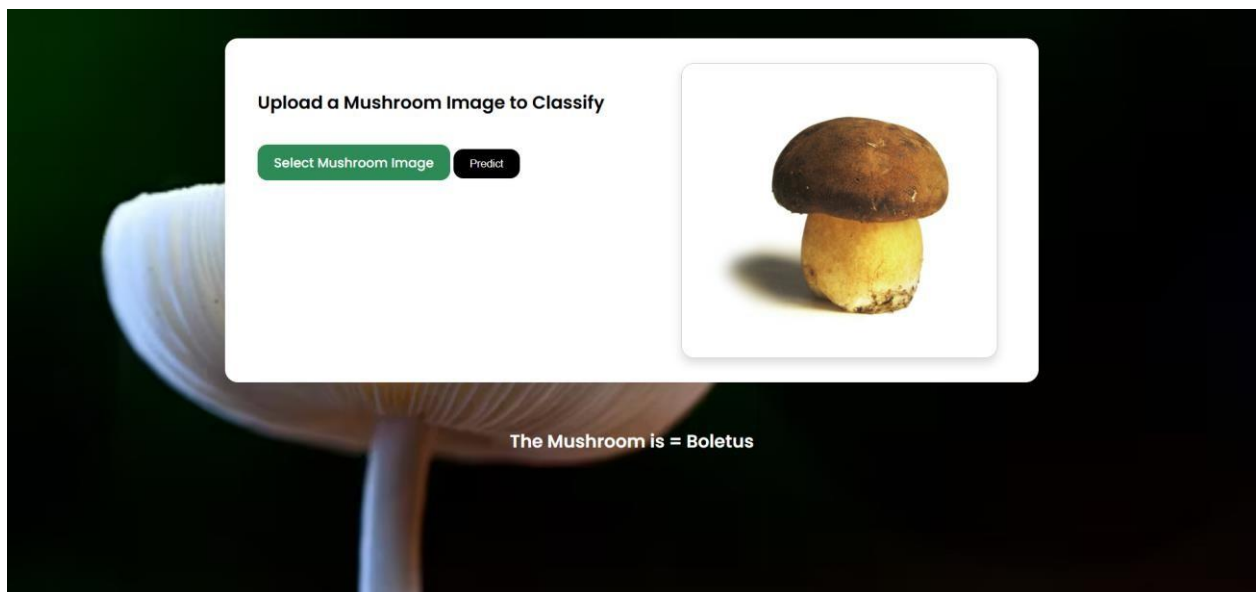 Upload a Mushroom Image to Classify
Select Mushroom Image Predict
The Mushroom is = Boletus